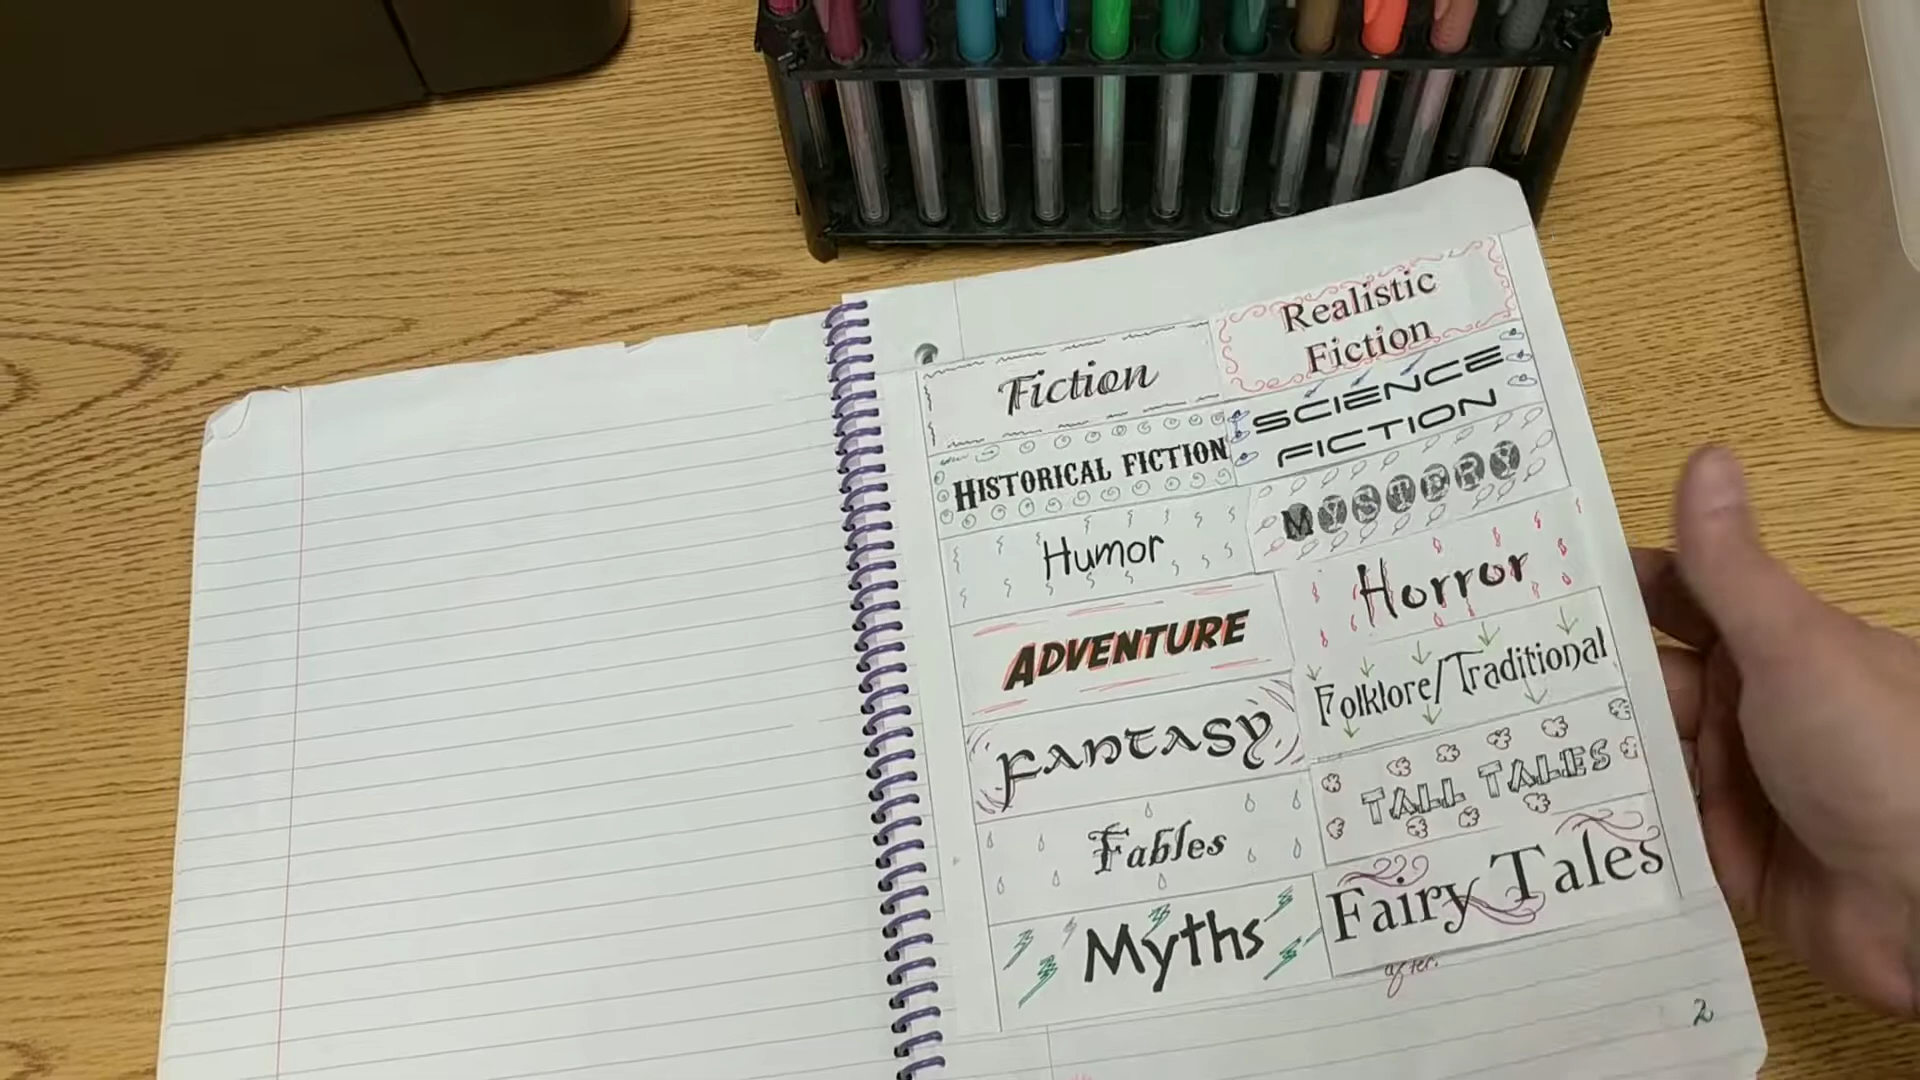 Fiction
Realistic
Fiction
HISTORICAL FICTION
SCIENCE
FICTION
Humor
MYSTERY
ADVENTURE
Horror
FANTASY
Folklore/Traditional
Fables
TALL TALES
Myths
Fairy Tales
after.
2